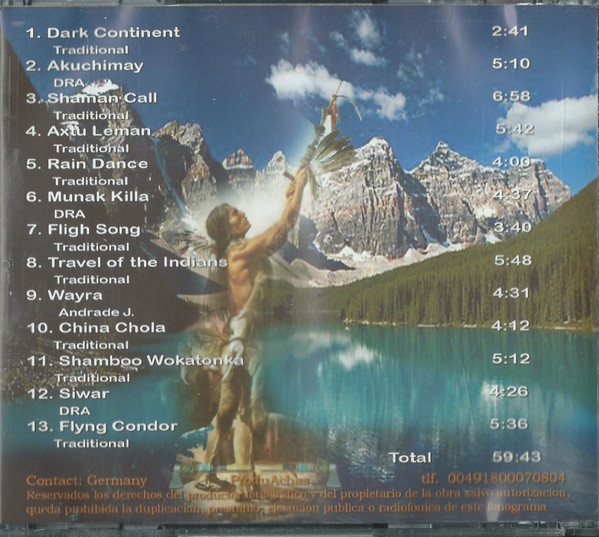 1. Dark Continent 2:41
Traditional
2. Akuchimay 5:10
DRA
3. Shaman Call 6:58
Traditional
4. Axtu Leman 5:42
Traditional
5. Rain Dance 4:00
Traditional
6. Munak Killa 4:37
DRA
7. Fligh Song 3:40
Traditional
8. Travel of the Indians 5:48
Traditional
9. Wayra 4:31
Andrade J.
10. China Chola 4:12
Traditional
11. Shamboo Wokatonka 5:12
Traditional
12. Siwar 4:26
DRA
13. Flyng Condor 5:36
Traditional
Total 59:43
Contact: Germany tlf. 00491800070804
Reservados los derechos del productor fonografico y del propietario de la obra salvo autorizacion,
queda prohibida la duplicacion, prestamo, ejecucion publica o radiofonica de este fonograma